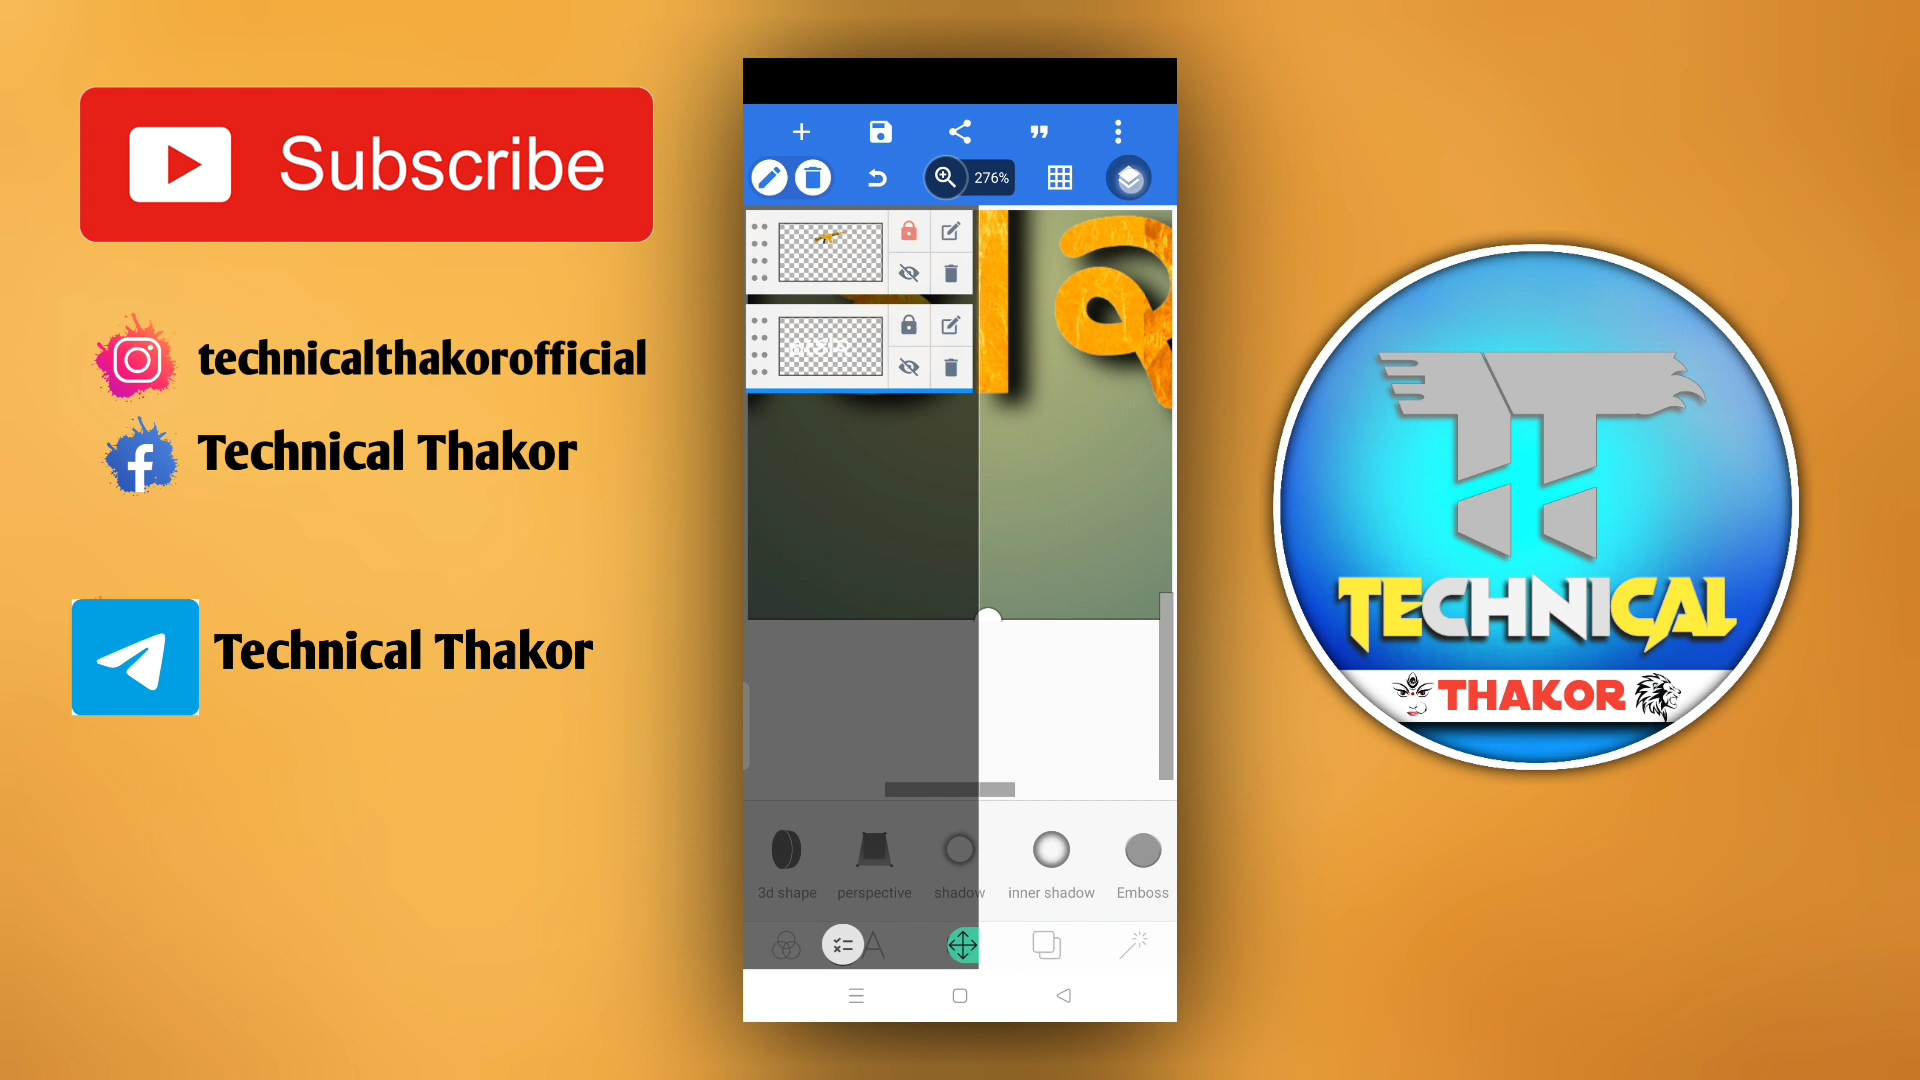 Subscribe
technicalthakorofficial
Technical Thakor
Technical Thakor
276%
3d shape
perspective
shadow
inner shadow
Emboss
TECHNICAL
THAKOR